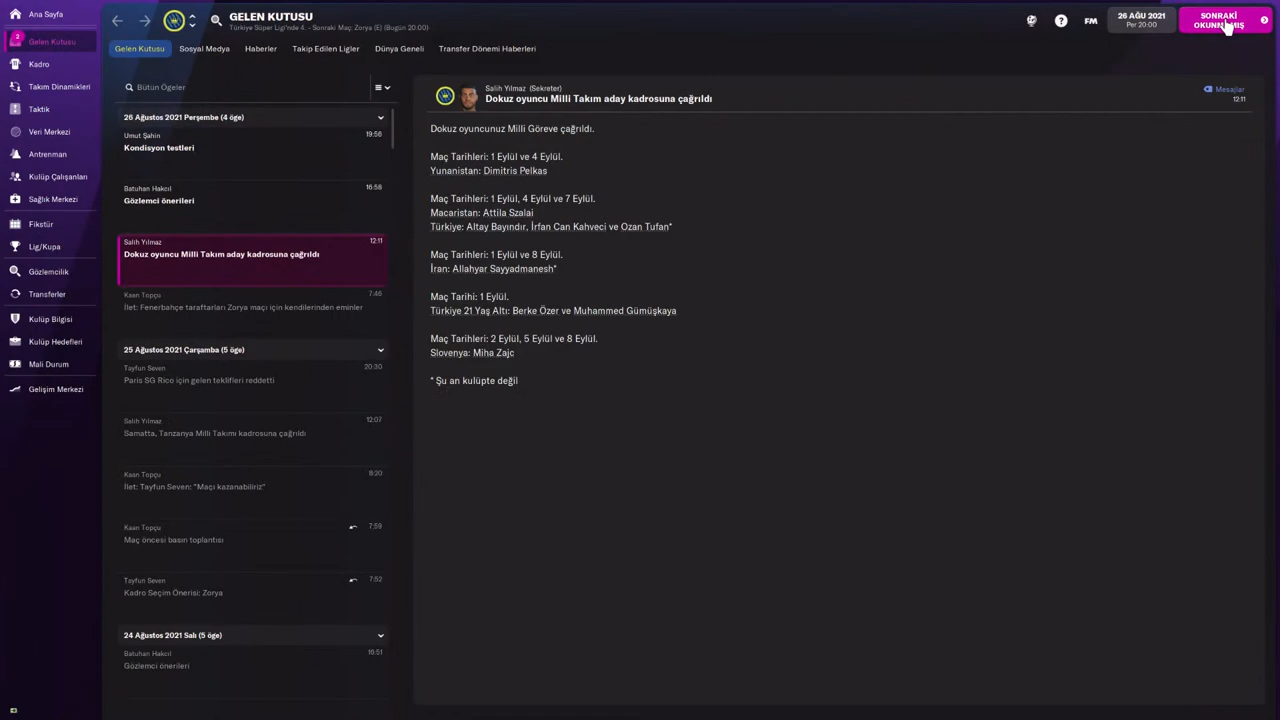 Ana Sayfa
2
Gelen Kutusu
Kadro
Takım Dinamikleri
Taktik
Veri Merkezi
Antrenman
Kulüp Çalışanları
Sağlık Merkezi
Fikstür
Lig/Kupa
Gözlemcilik
Transferler
Kulüp Bilgisi
Kulüp Hedefleri
Mali Durum
Gelişim Merkezi
GELEN KUTUSU
Türkiye Süper Ligi'nde 4. - Sonraki Maç: Zorya (E) (Bugün 20:00)
FM
26 AĞU 2021
Per 20:00
SONRAKİ
Gelen Kutusu
Sosyal Medya
Haberler
Takip Edilen Ligler
Dünya Geneli
Transfer Dönemi Haberleri
Bütün Ögeler
26 Ağustos 2021 Perşembe (4 öge)
Umut Şahin 19:56
Kondisyon testleri
Batuhan Hakcıl 16:58
Gözlemci önerileri
Salih Yılmaz 12:11
Dokuz oyuncu Milli Takım aday kadrosuna çağrıldı
Kaan Topçu 7:46
İlet: Fenerbahçe taraftarları Zorya maçı için kendilerinden eminler
25 Ağustos 2021 Çarşamba (5 öge)
Tayfun Seven 20:30
Paris SG Rico için gelen teklifleri reddetti
Salih Yılmaz 12:07
Samatta, Tanzanya Milli Takımı kadrosuna çağrıldı
Kaan Topçu 8:20
İlet: Tayfun Seven: "Maçı kazanabiliriz"
Kaan Topçu 7:59
Maç öncesi basın toplantısı
Tayfun Seven 7:52
Kadro Seçim Önerisi: Zorya
24 Ağustos 2021 Salı (5 öge)
Batuhan Hakcıl 16:51
Gözlemci önerileri
Salih Yılmaz (Sekreter)
Dokuz oyuncu Milli Takım aday kadrosuna çağrıldı
Mesajlar
12:11
Dokuz oyuncunuz Milli Göreve çağrıldı.
Maç Tarihleri: 1 Eylül ve 4 Eylül.
Yunanistan: Dimitris Pelkas
Maç Tarihleri: 1 Eylül, 4 Eylül ve 7 Eylül.
Macaristan: Attila Szalai
Türkiye: Altay Bayındır, İrfan Can Kahveci ve Ozan Tufan*
Maç Tarihleri: 1 Eylül ve 8 Eylül.
İran: Allahyar Sayyadmanesh*
Maç Tarihi: 1 Eylül.
Türkiye 21 Yaş Altı: Berke Özer ve Muhammed Gümüşkaya
Maç Tarihleri: 2 Eylül, 5 Eylül ve 8 Eylül.
Slovenya: Miha Zajc
* Şu an kulüpte değil